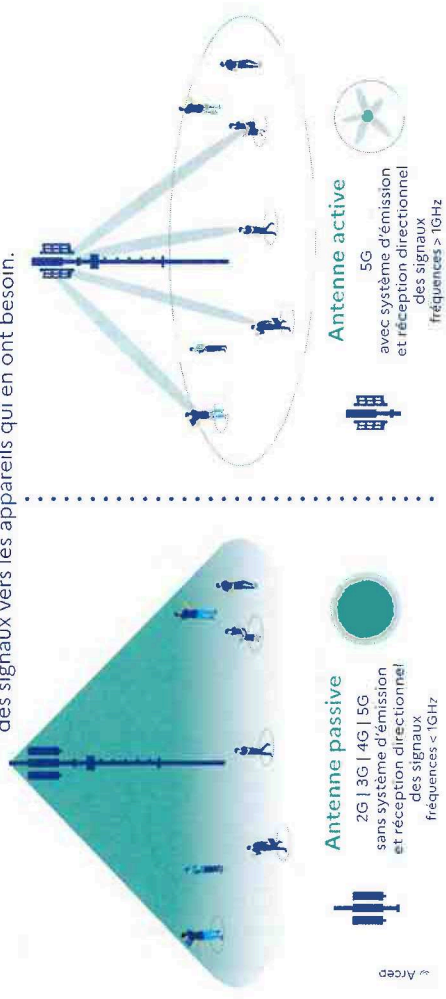 des signaux vers les appareils qui en ont besoin.
Antenne passive
2G | 3G | 4G | 5G
sans système d'émission
et réception directionnel
des signaux
fréquences < 1GHz
Antenne active
5G
avec système d'émission
et réception directionnel
des signaux
fréquences > 1GHz
Arcep